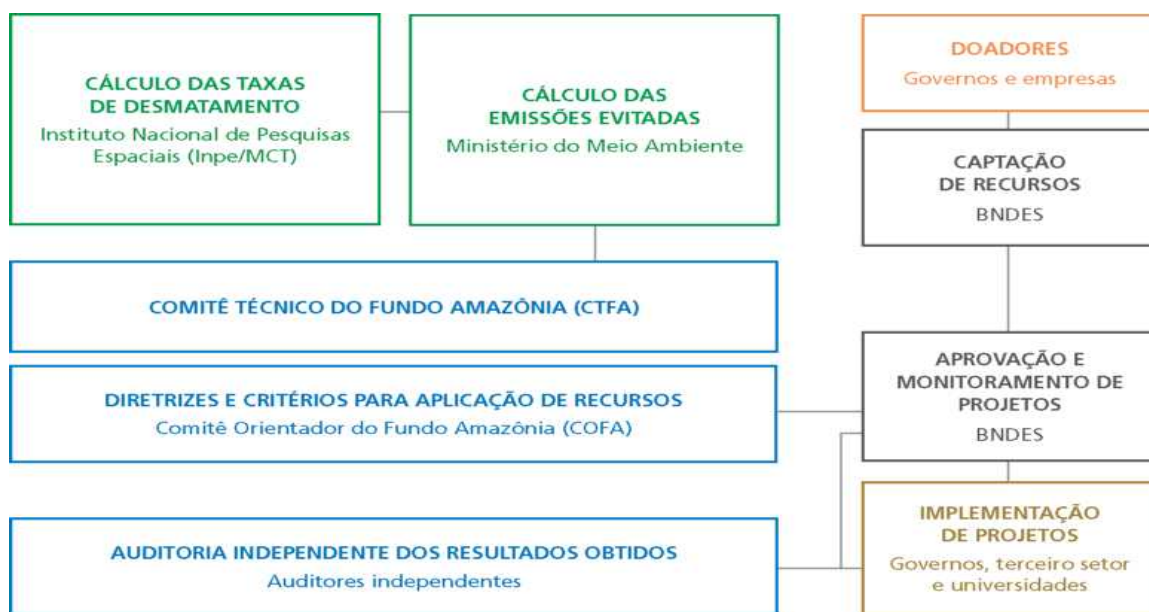 CÁLCULO DAS TAXAS
DE DESMATAMENTO
Instituto Nacional de Pesquisas
Espaciais (Inpe/MCT)
CÁLCULO DAS
EMISSÕES EVITADAS
Ministério do Meio Ambiente
DOADORES
Governos e empresas
CAPTAÇÃO
DE RECURSOS
BNDES
COMITÊ TÉCNICO DO FUNDO AMAZÔNIA (CTFA)
DIRETRIZES E CRITÉRIOS PARA APLICAÇÃO DE RECURSOS
Comitê Orientador do Fundo Amazônia (COFA)
APROVAÇÃO E
MONITORAMENTO DE
PROJETOS
BNDES
AUDITORIA INDEPENDENTE DOS RESULTADOS OBTIDOS
Auditores independentes
IMPLEMENTAÇÃO
DE PROJETOS
Governos, terceiro setor
e universidades